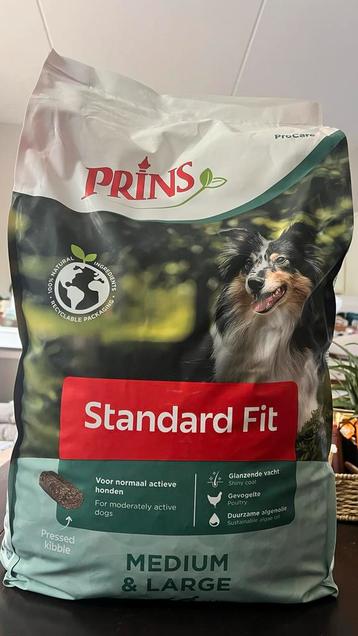 ProCare
PRINS
100% NATURAL INGREDIENTS
RECYCLABLE PACKAGING
Standard Fit
Voor normaal actieve
honden
For moderately active
dogs
Glanzende vacht
Shiny coat
Gevogelte
Poultry
Duurzame algenolie
Sustainable algae oil
Pressed
kibble
MEDIUM
& LARGE